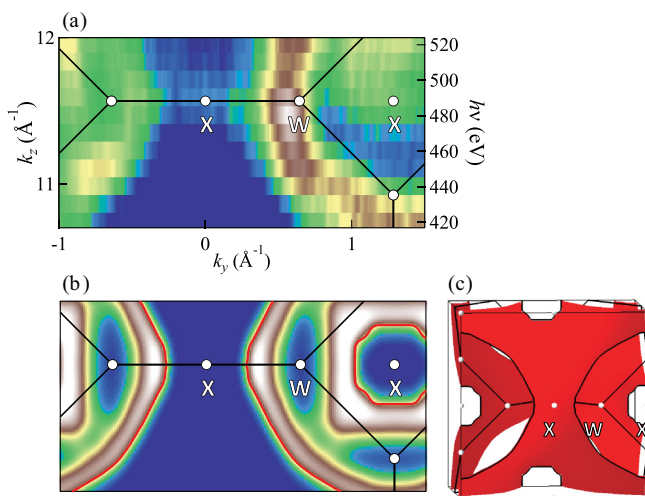 (a)
12
11
k_z (Å⁻¹)
X
W
X
520
500
480
460
440
420
hν (eV)
-1
0
1
k_y (Å⁻¹)
(b)
X
W
X
(c)
X
W
X